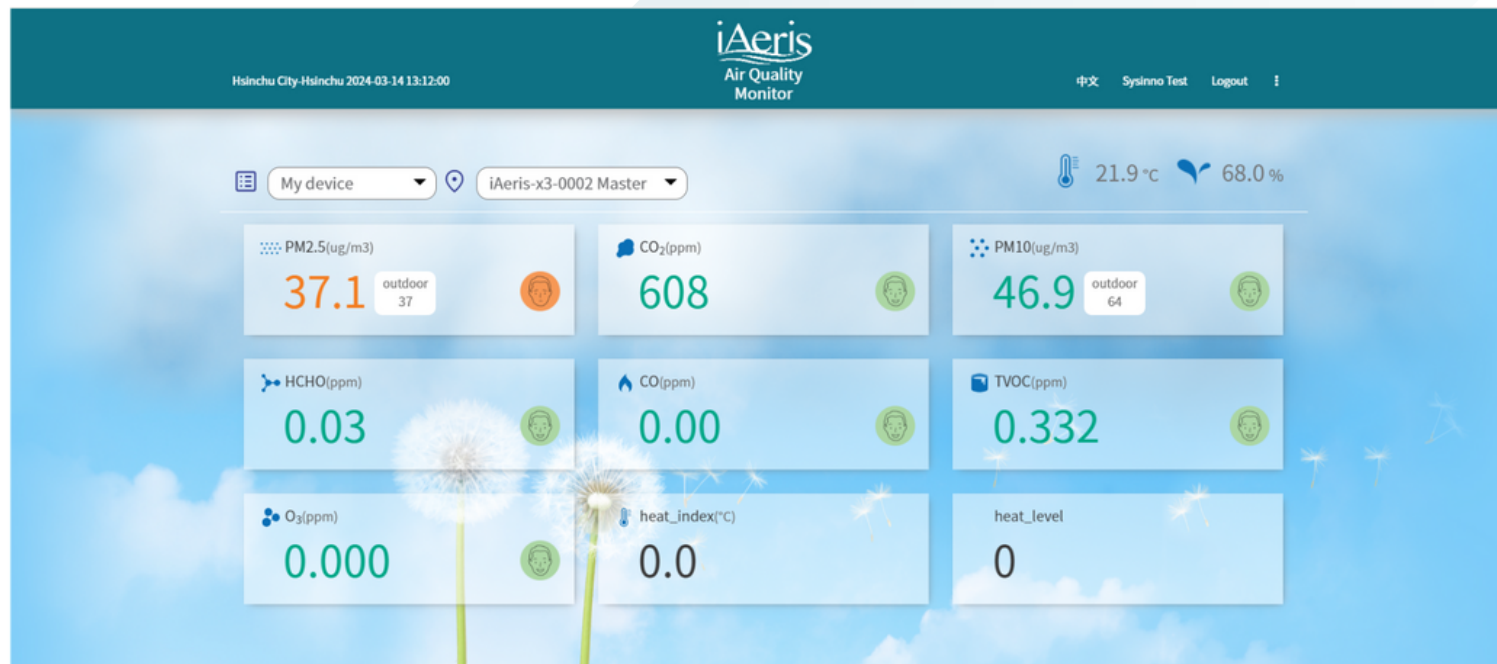 iAeris
Air Quality
Monitor
Hsinchu City-Hsinchu 2024-03-14 13:12:00
中文 Sysinno Test Logout
My device
iAeris-x3-0002 Master
21.9 °C
68.0 %
PM2.5(ug/m3)
37.1
outdoor
37
CO₂(ppm)
608
PM10(ug/m3)
46.9
outdoor
64
HCHO(ppm)
0.03
CO(ppm)
0.00
TVOC(ppm)
0.332
O₃(ppm)
0.000
heat_index(°C)
0.0
heat_level
0